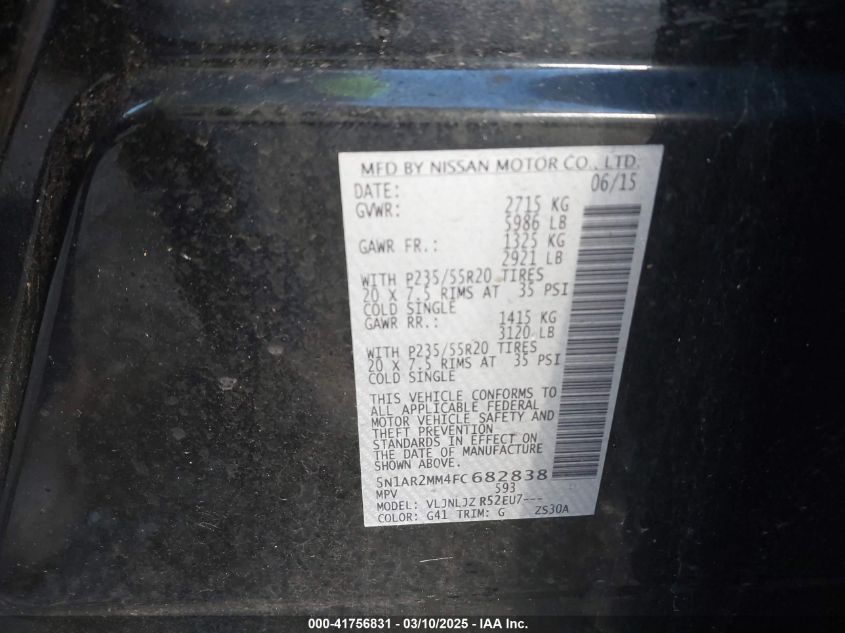 MFD BY NISSAN MOTOR CO., LTD.
DATE: 06/15
GVWR: 2715 KG
5986 LB
GAWR FR.: 1325 KG
2921 LB
WITH P235/55R20 TIRES
20 X 7.5 RIMS AT 35 PSI
COLD SINGLE
GAWR RR.: 1415 KG
3120 LB
WITH P235/55R20 TIRES
20 X 7.5 RIMS AT 35 PSI
COLD SINGLE
THIS VEHICLE CONFORMS TO
ALL APPLICABLE FEDERAL
MOTOR VEHICLE SAFETY AND
THEFT PREVENTION
STANDARDS IN EFFECT ON
THE DATE OF MANUFACTURE
SHOWN ABOVE.
5N1AR2MM4FC682838
MPV 593
MODEL: VLJNLJZ R52EU7---
COLOR: G41 TRIM: G ZS30A
000-41756831 - 03/10/2025 - IAA Inc.